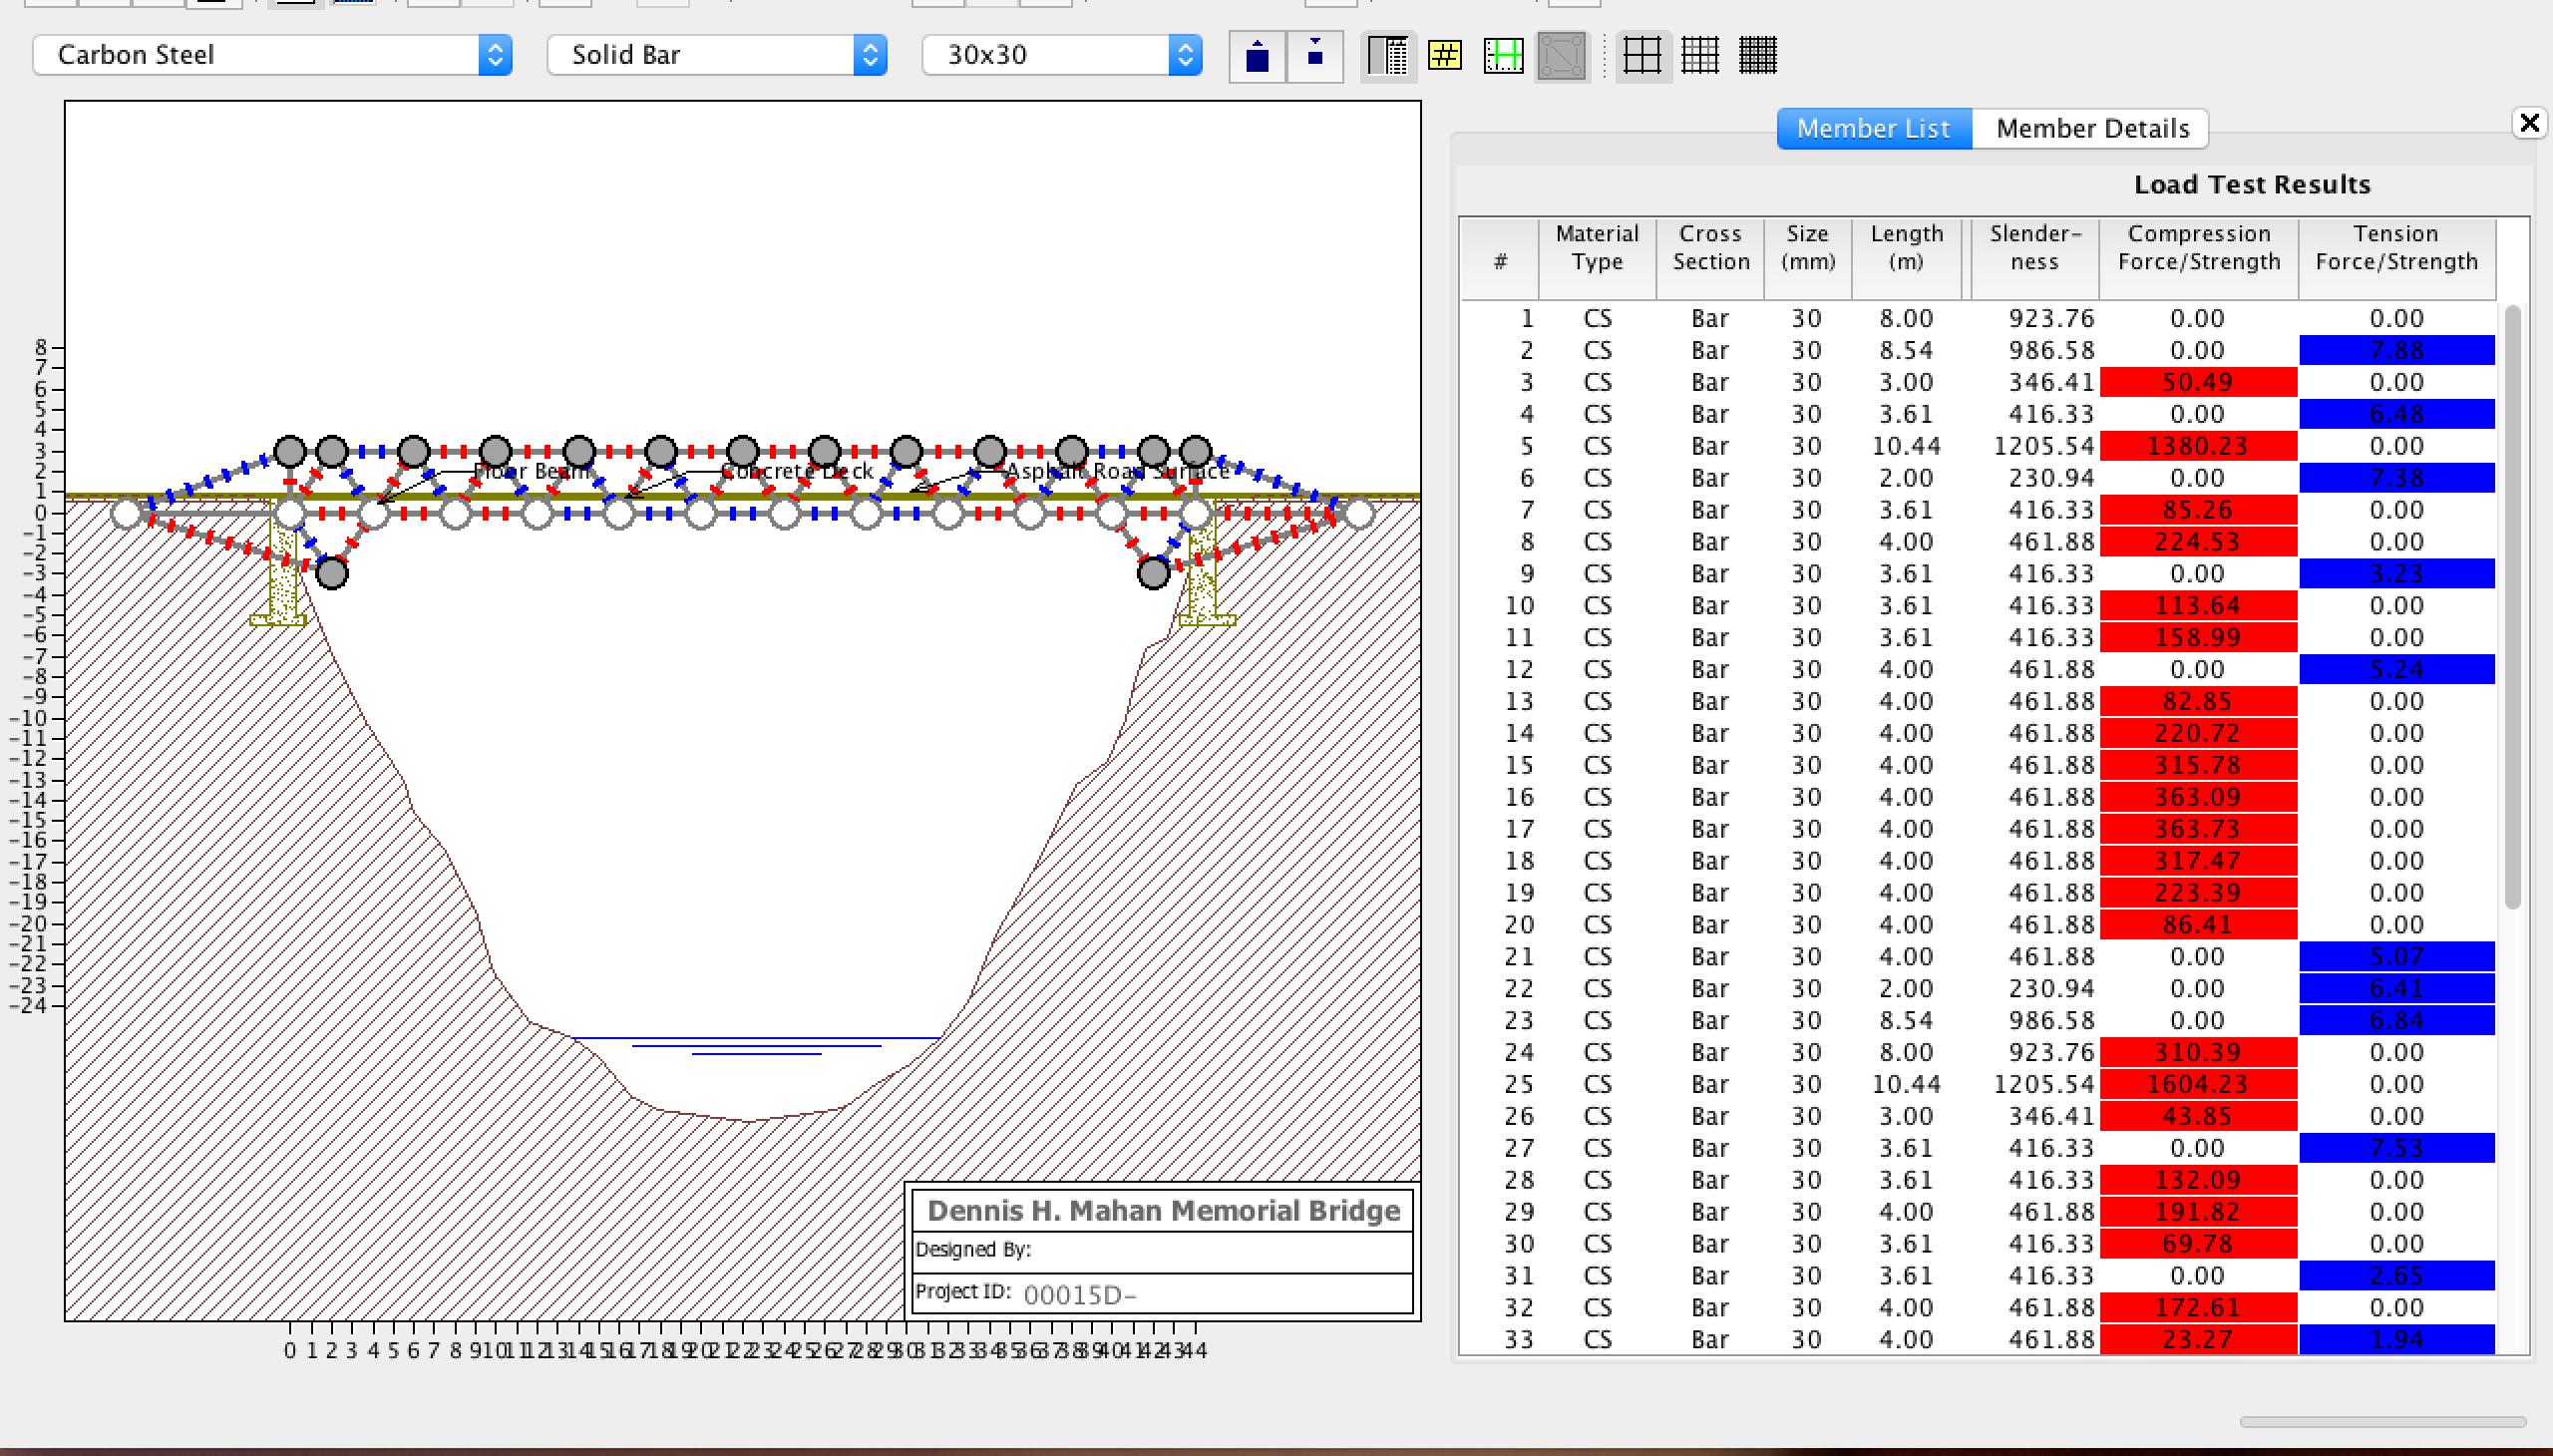 Carbon Steel Solid Bar 30x30
Member List Member Details
Load Test Results
# Material Type Cross Section Size (mm) Length (m) Slender-ness Compression Force/Strength Tension Force/Strength
1 CS Bar 30 8.00 923.76 0.00 0.00
2 CS Bar 30 8.54 986.58 0.00 7.88
3 CS Bar 30 3.00 346.41 50.49 0.00
4 CS Bar 30 3.61 416.33 0.00 6.48
5 CS Bar 30 10.44 1205.54 1380.23 0.00
6 CS Bar 30 2.00 230.94 0.00 7.38
7 CS Bar 30 3.61 416.33 85.26 0.00
8 CS Bar 30 4.00 461.88 224.53 0.00
9 CS Bar 30 3.61 416.33 0.00 3.23
10 CS Bar 30 3.61 416.33 113.64 0.00
11 CS Bar 30 3.61 416.33 158.99 0.00
12 CS Bar 30 4.00 461.88 0.00 5.24
13 CS Bar 30 4.00 461.88 82.85 0.00
14 CS Bar 30 4.00 461.88 220.72 0.00
15 CS Bar 30 4.00 461.88 315.78 0.00
16 CS Bar 30 4.00 461.88 363.09 0.00
17 CS Bar 30 4.00 461.88 363.73 0.00
18 CS Bar 30 4.00 461.88 317.47 0.00
19 CS Bar 30 4.00 461.88 223.39 0.00
20 CS Bar 30 4.00 461.88 86.41 0.00
21 CS Bar 30 4.00 461.88 0.00 5.07
22 CS Bar 30 2.00 230.94 0.00 6.41
23 CS Bar 30 8.54 986.58 0.00 6.84
24 CS Bar 30 8.00 923.76 310.39 0.00
25 CS Bar 30 10.44 1205.54 1604.23 0.00
26 CS Bar 30 3.00 346.41 43.85 0.00
27 CS Bar 30 3.61 416.33 0.00 7.53
28 CS Bar 30 3.61 416.33 132.09 0.00
29 CS Bar 30 4.00 461.88 191.82 0.00
30 CS Bar 30 3.61 416.33 69.78 0.00
31 CS Bar 30 3.61 416.33 0.00 2.65
32 CS Bar 30 4.00 461.88 172.61 0.00
33 CS Bar 30 4.00 461.88 23.27 1.94
8
7
6
5
4
3
2
1
0
-1
-2
-3
-4
-5
-6
-7
-8
-9
-10
-11
-12
-13
-14
-15
-16
-17
-18
-19
-20
-21
-22
-23
-24
Floor Beam Concrete Deck Asphalt Road Surface
Dennis H. Mahan Memorial Bridge
Designed By:
Project ID: 00015D-
0 1 2 3 4 5 6 7 8 9 10 11 12 13 14 15 16 17 18 19 20 21 22 23 24 25 26 27 28 29 30 31 32 33 34 35 36 37 38 39 40 41 42 43 44